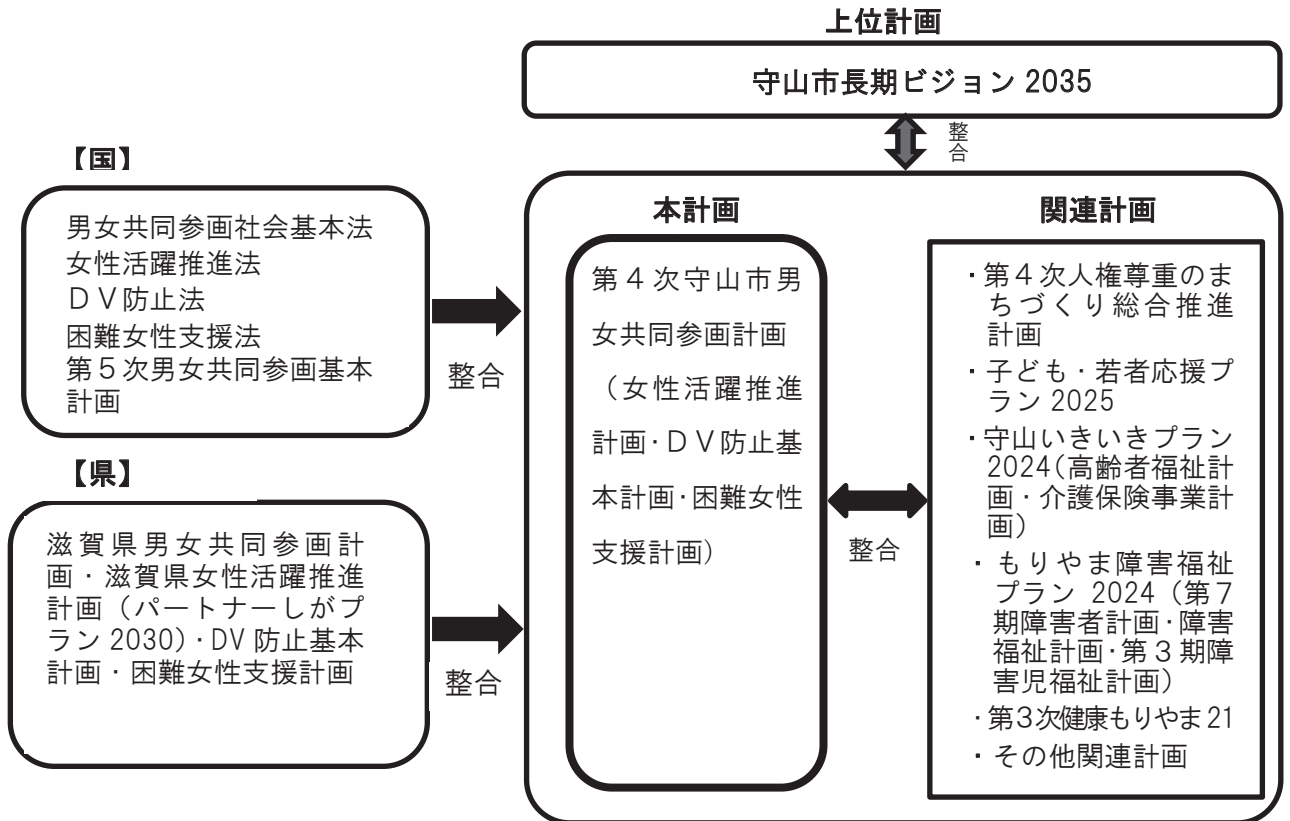 上位計画
守山市長期ビジョン 2035
整合
【国】
男女共同参画社会基本法
女性活躍推進法
ＤＶ防止法
困難女性支援法
第５次男女共同参画基本
計画
整合
【県】
滋賀県男女共同参画計
画・滋賀県女性活躍推進
計画（パートナーしがプ
ラン 2030）・DV 防止基本
計画・困難女性支援計画
整合
本計画
第４次守山市男
女共同参画計画
（女性活躍推進
計画・ＤＶ防止基
本計画・困難女性
支援計画）
整合
関連計画
・第４次人権尊重のま
ちづくり総合推進
計画
・子ども・若者応援プ
ラン 2025
・守山いきいきプラン
2024（高齢者福祉計
画・介護保険事業計
画）
・もりやま障害福祉
プラン 2024（第７
期障害者計画・障害
福祉計画・第３期障
害児福祉計画）
・第３次健康もりやま 21
・その他関連計画